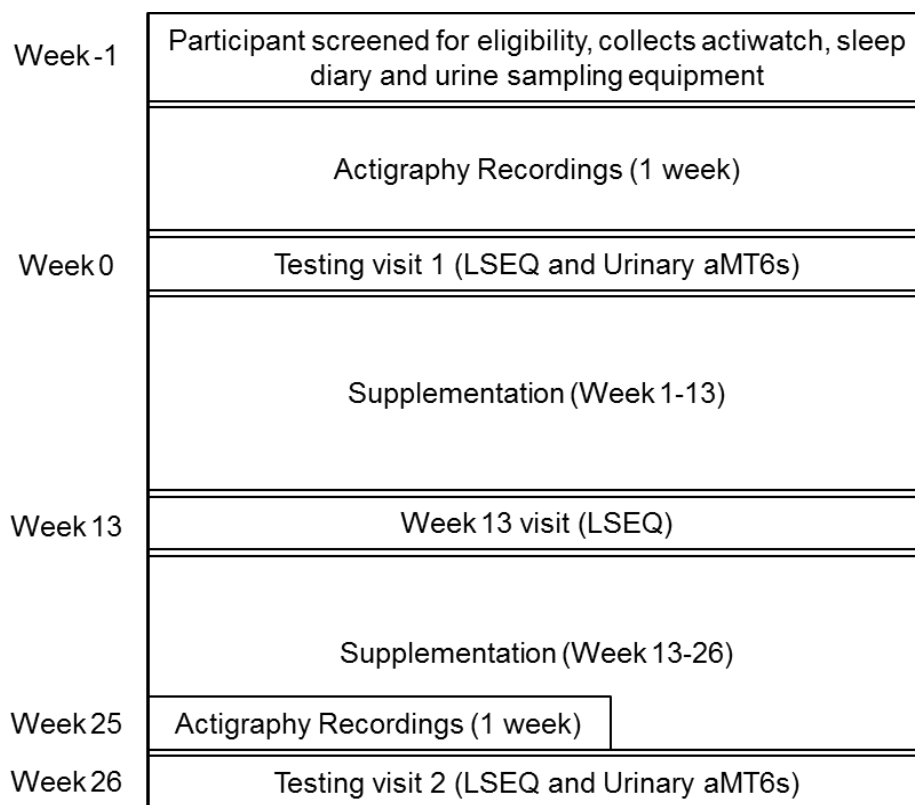 Week -1
Participant screened for eligibility, collects actiwatch, sleep
diary and urine sampling equipment
Actigraphy Recordings (1 week)
Week 0
Testing visit 1 (LSEQ and Urinary aMT6s)
Supplementation (Week 1-13)
Week 13
Week 13 visit (LSEQ)
Supplementation (Week 13-26)
Week 25
Actigraphy Recordings (1 week)
Week 26
Testing visit 2 (LSEQ and Urinary aMT6s)